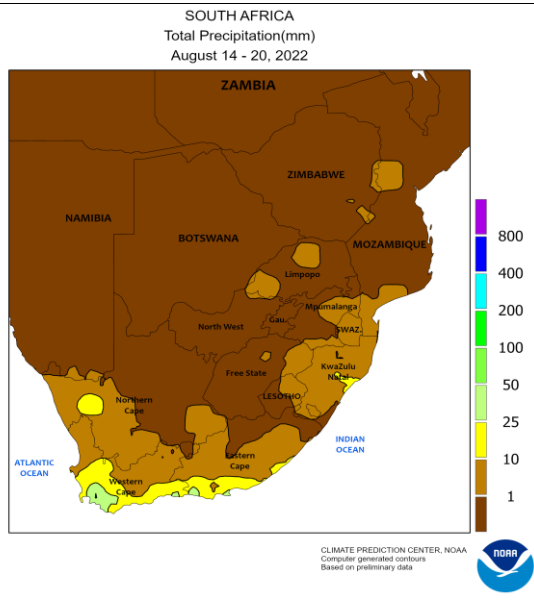 SOUTH AFRICA
Total Precipitation(mm)
August 14 - 20, 2022
ZAMBIA
ZIMBABWE
NAMIBIA
BOTSWANA
MOZAMBIQUE
Limpopo
Mpumalanga
North West
Gau.
SWAZ.
KwaZulu
Natal
Free State
LESOTHO
Northern
Cape
Eastern
Cape
Western
Cape
ATLANTIC
OCEAN
INDIAN
OCEAN
800
400
200
100
50
25
10
1
CLIMATE PREDICTION CENTER, NOAA
Computer generated contours
Based on preliminary data
NOAA